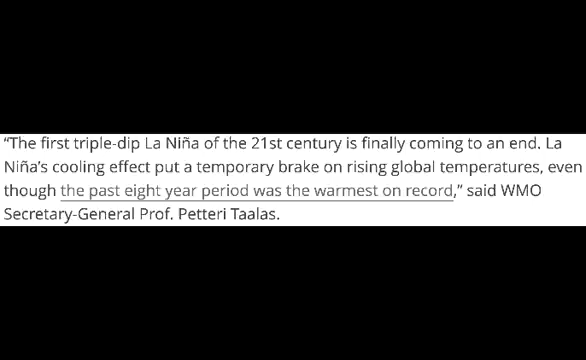 “The first triple-dip La Niña of the 21st century is finally coming to an end. La
Niña’s cooling effect put a temporary brake on rising global temperatures, even
though the past eight year period was the warmest on record,” said WMO
Secretary-General Prof. Petteri Taalas.